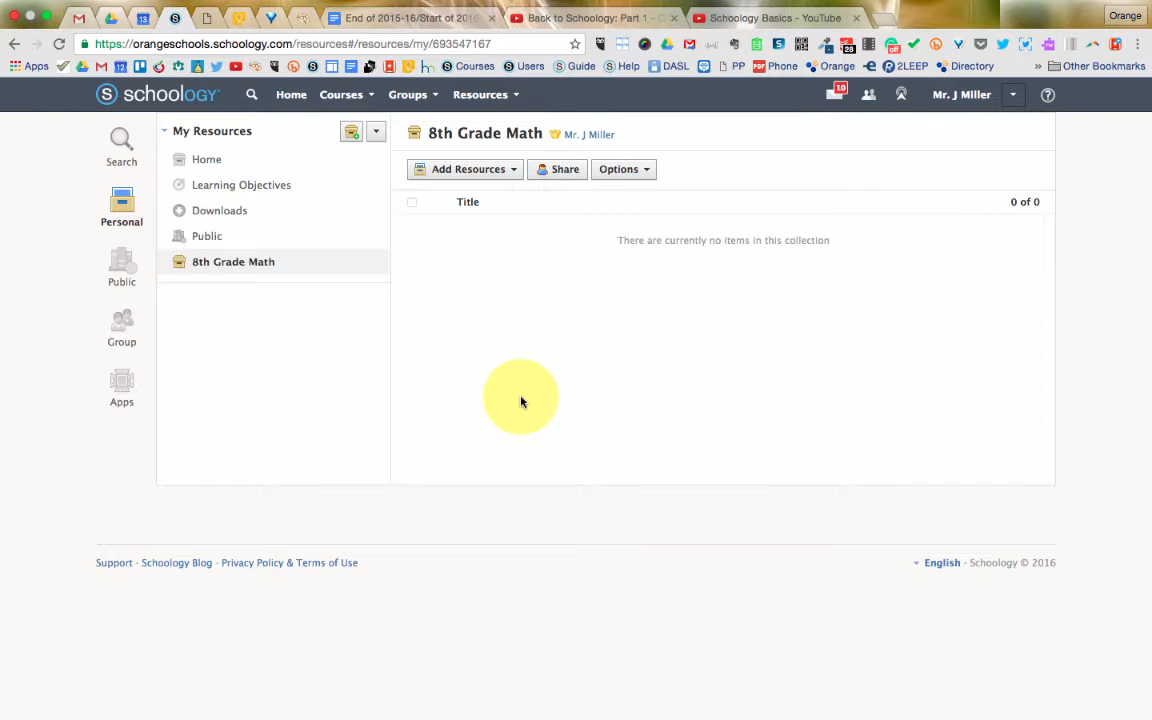 End of 2015-16/Start of 2016 × Back to Schoology: Part 1 - × Schoology Basics - YouTube × Orange
https://orangeschools.schoology.com/resources#/resources/my/693547167
Apps Courses Users Guide Help DASL PP Phone Orange 2LEEP Directory » Other Bookmarks
S schoology Home Courses Groups Resources 10 Mr. J Miller
My Resources
8th Grade Math Mr. J Miller
Search
Home
Add Resources Share Options
Learning Objectives
Personal
Downloads
Title 0 of 0
Public
There are currently no items in this collection
8th Grade Math
Public
Group
Apps
Support · Schoology Blog · Privacy Policy & Terms of Use English · Schoology © 2016